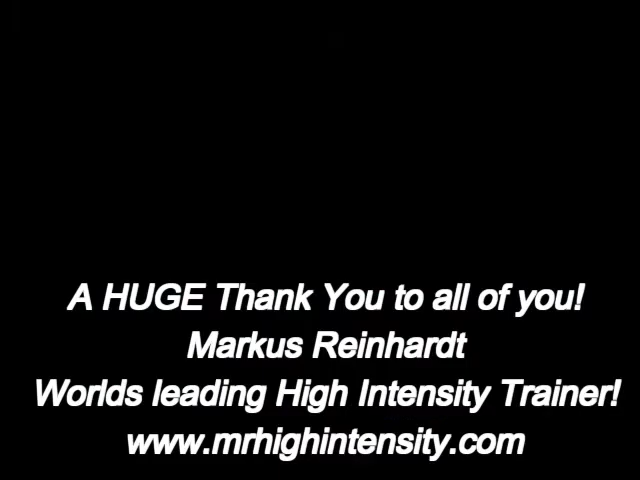 A HUGE Thank You to all of you!
Markus Reinhardt
Worlds leading High Intensity Trainer!
www.mrhighintensity.com